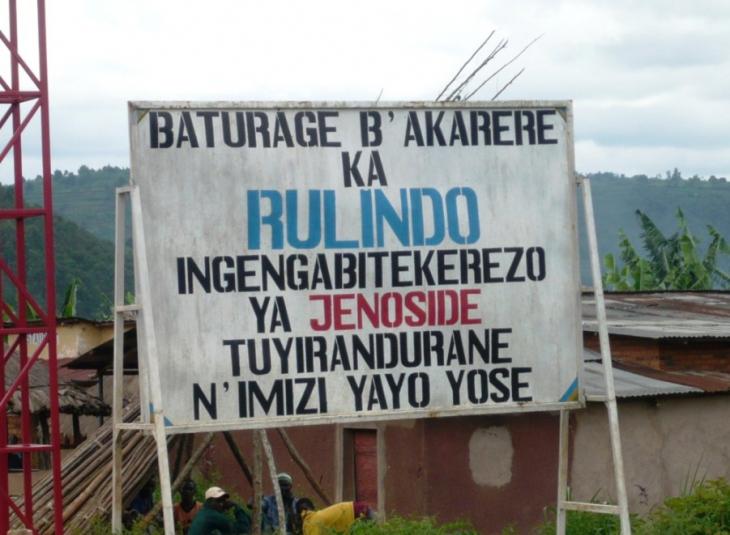 BATURAGE B'AKARERE
KA
RULINDO
INGENGABITEKEREZO
YA JENOSIDE
TUYIRANDURANE
N'IMIZI YAYO YOSE